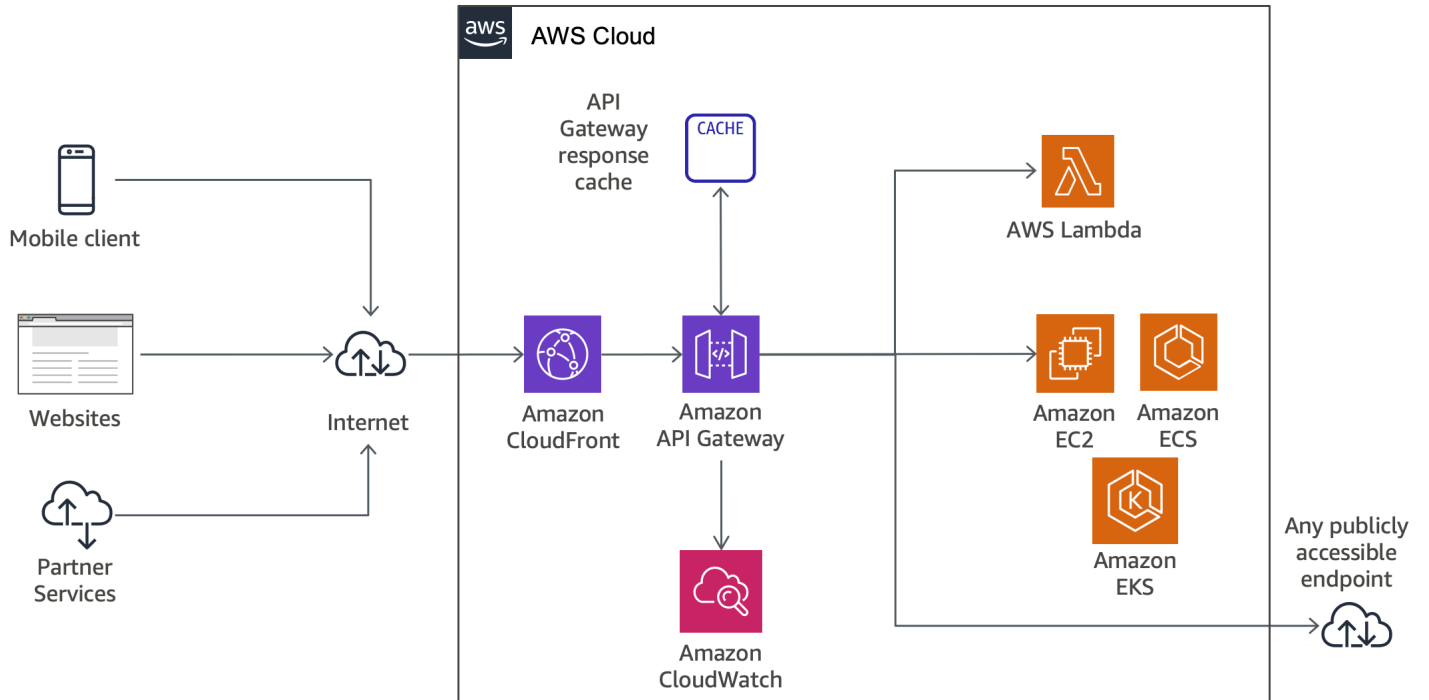 aws
AWS Cloud
API
Gateway
response
cache
CACHE
Mobile client
AWS Lambda
Websites
Internet
Amazon
CloudFront
Amazon
API Gateway
</>
Amazon
EC2
Amazon
ECS
K
Amazon
EKS
Partner
Services
Any publicly
accessible
endpoint
Amazon
CloudWatch